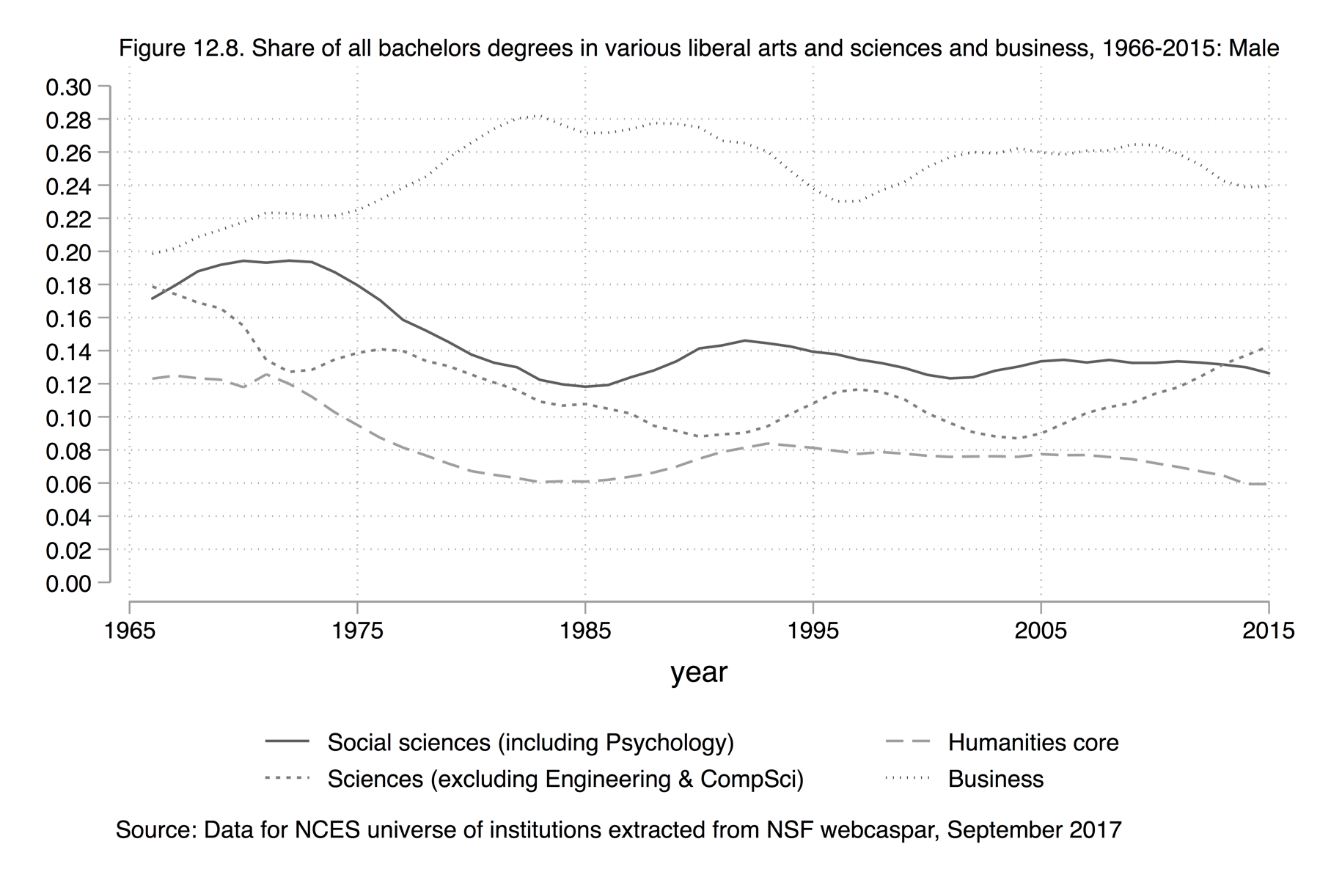 Figure 12.8. Share of all bachelors degrees in various liberal arts and sciences and business, 1966-2015: Male
0.30
0.28
0.26
0.24
0.22
0.20
0.18
0.16
0.14
0.12
0.10
0.08
0.06
0.04
0.02
0.00
1965 1975 1985 1995 2005 2015
year
Social sciences (including Psychology) Humanities core
Sciences (excluding Engineering & CompSci) Business
Source: Data for NCES universe of institutions extracted from NSF webcaspar, September 2017